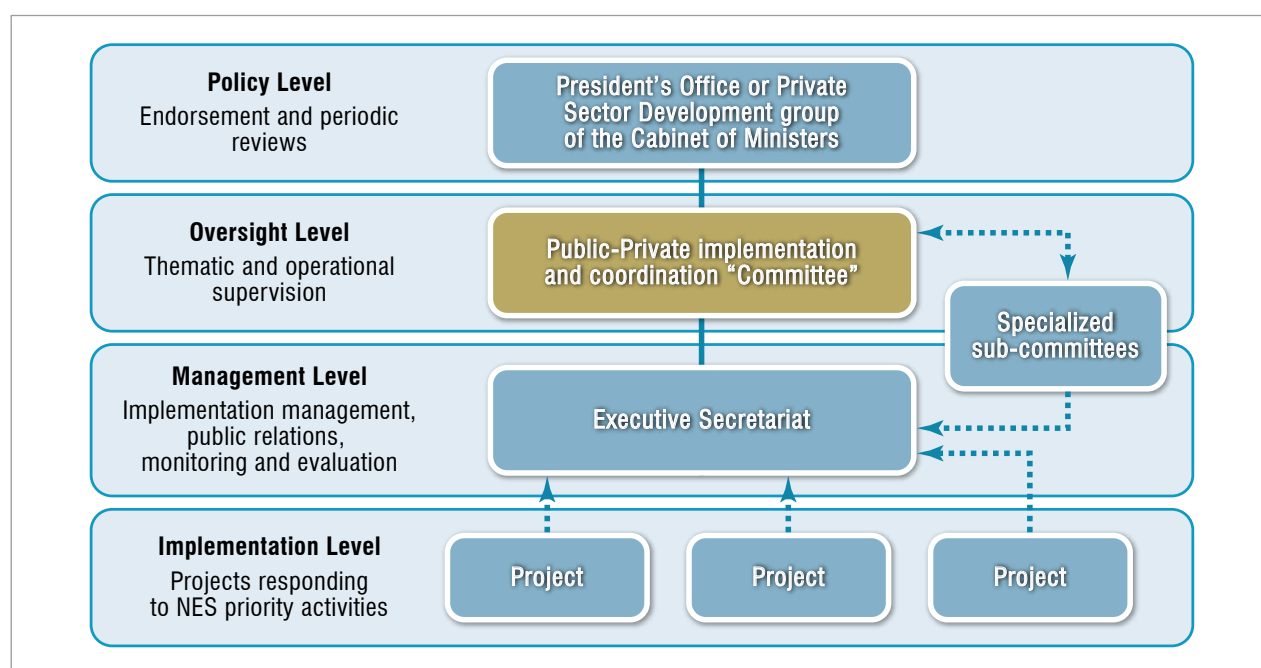 Policy Level
Endorsement and periodic
reviews
President’s Office or Private
Sector Development group
of the Cabinet of Ministers
Oversight Level
Thematic and operational
supervision
Public-Private implementation
and coordination “Committee”
Specialized
sub-committees
Management Level
Implementation management,
public relations,
monitoring and evaluation
Executive Secretariat
Implementation Level
Projects responding
to NES priority activities
Project
Project
Project